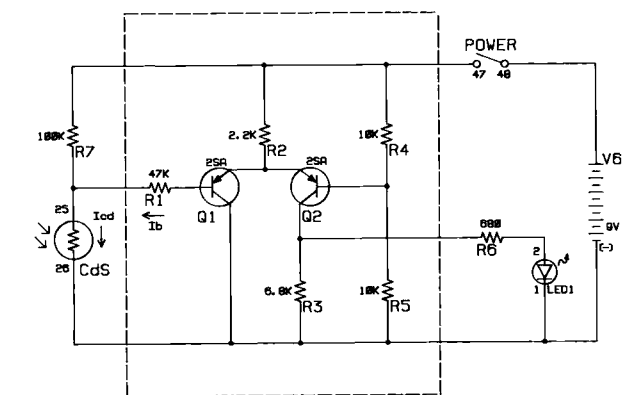 POWER
47 48
100K
R7
2.2K
R2
10K
R4
V6
47K
R1
2SA
Q1
2SA
Q2
Ib
25
Icd
26
CdS
680
R6
9V
(-)
2
1 LED1
6.8K
R3
10K
R5